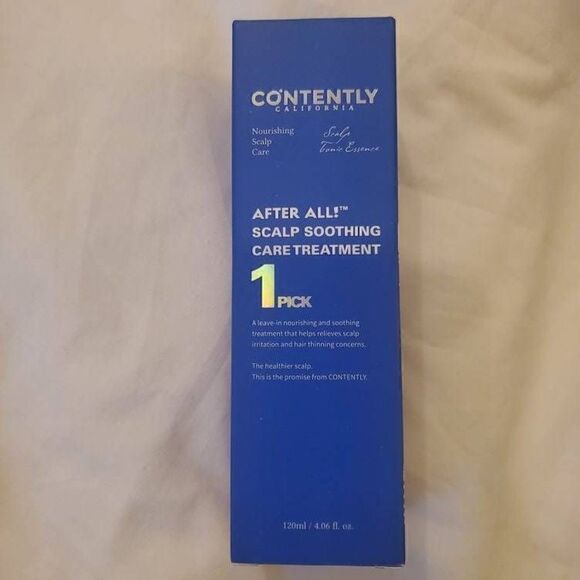 CONTENTLY
CALIFORNIA
Nourishing
Scalp
Care
Scalp
Tonic Essence
AFTER ALL!™
SCALP SOOTHING
CARE TREATMENT
1 PICK
A leave-in nourishing and soothing
treatment that helps relieves scalp
irritation and hair thinning concerns.
The healthier scalp.
This is the promise from CONTENTLY.
120ml / 4.06 fl. oz.